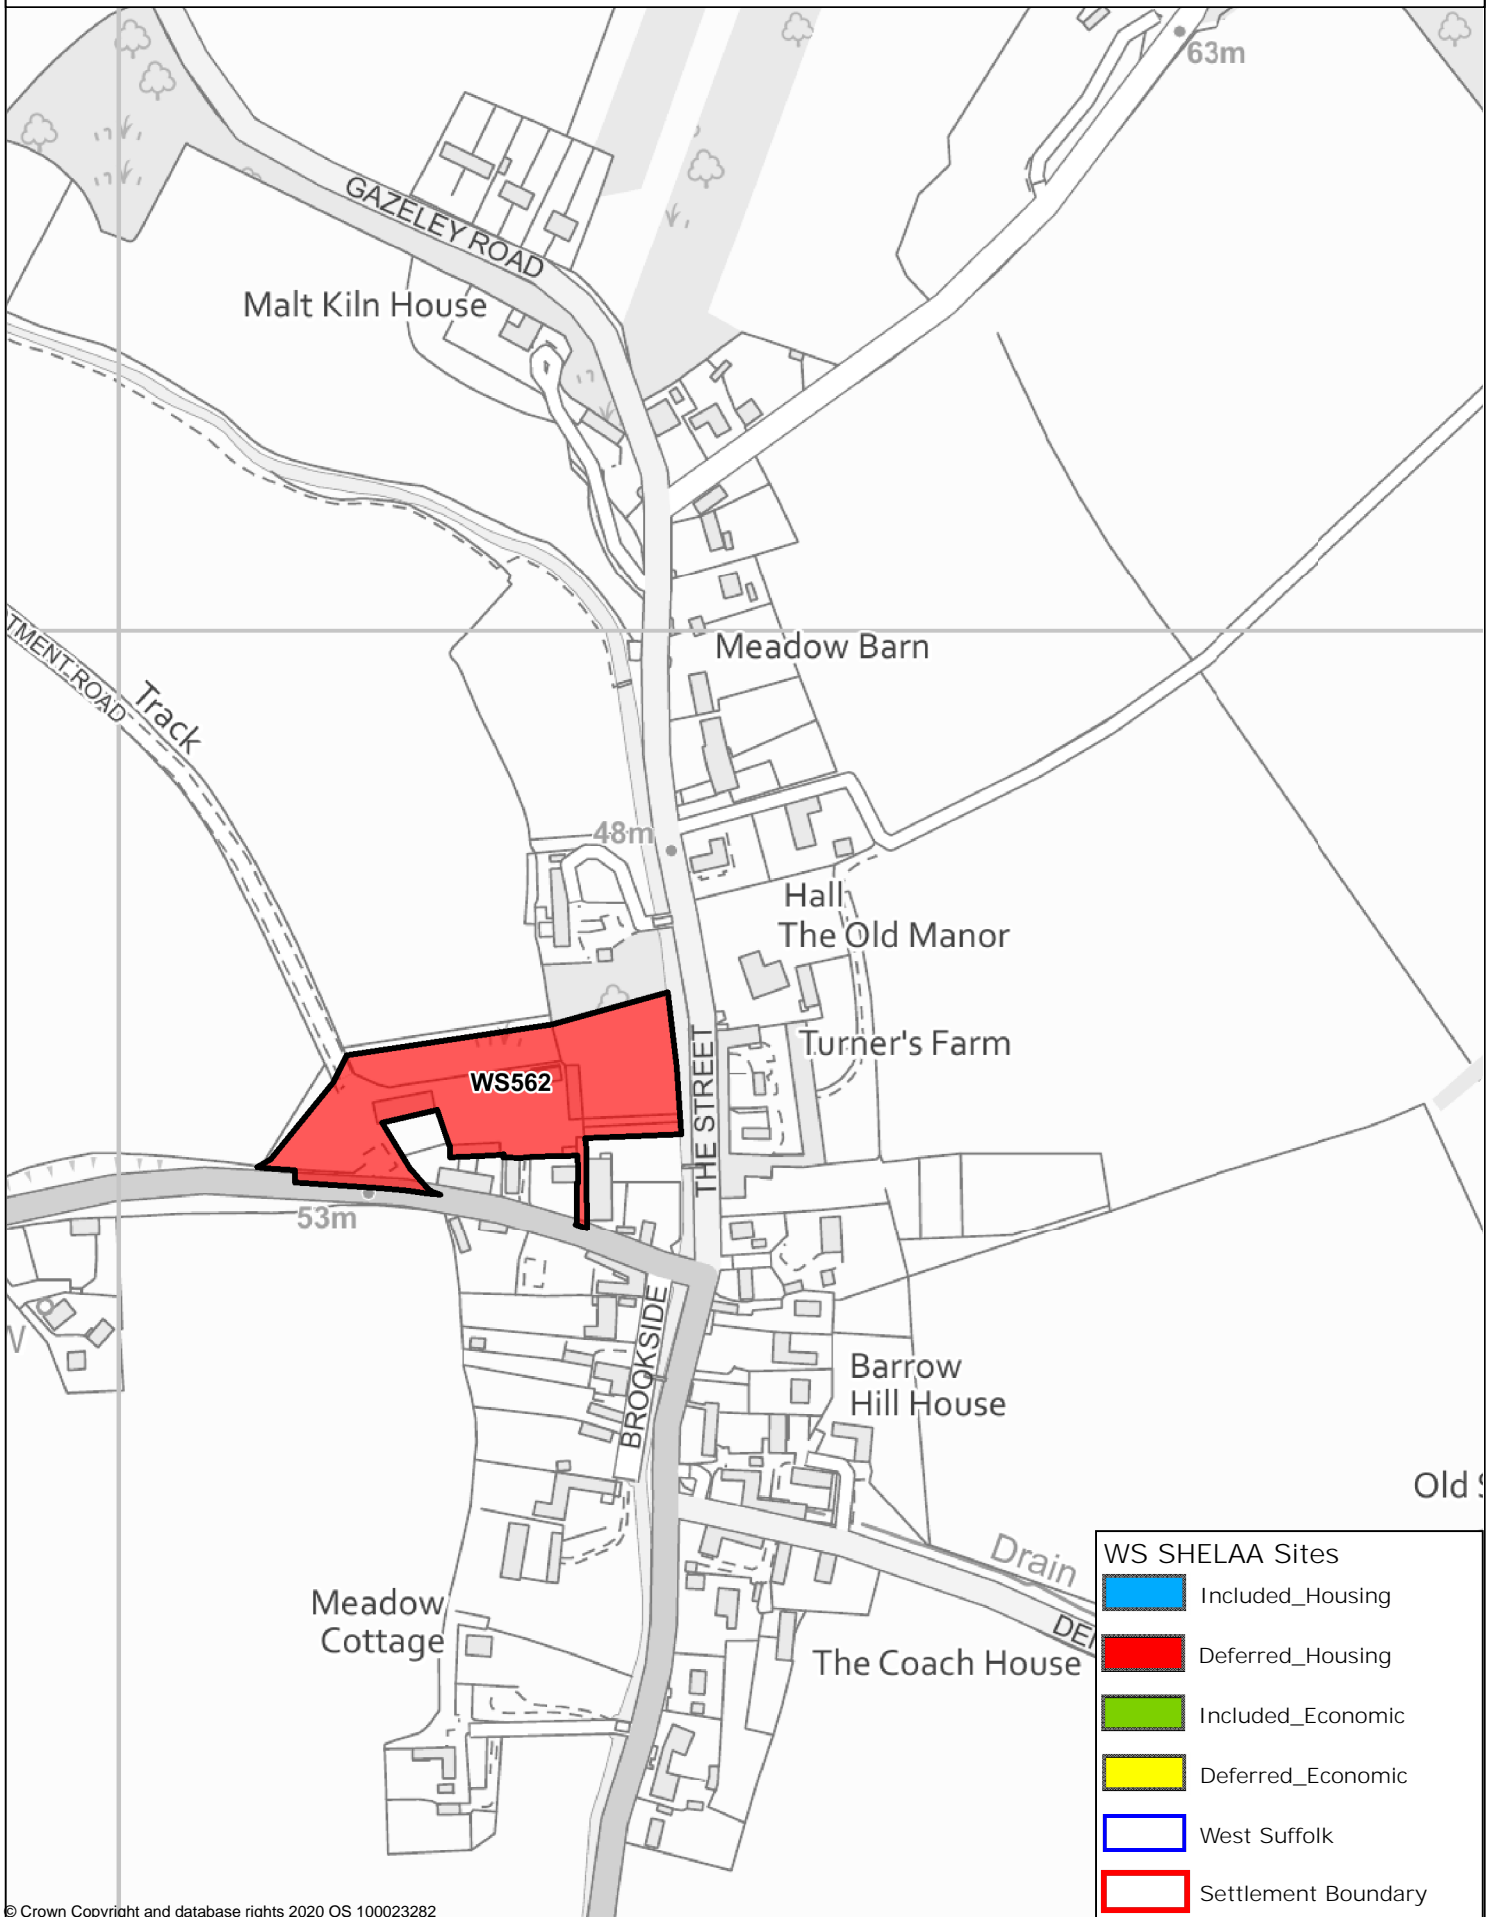 63m
GAZELEY ROAD
Malt Kiln House
Meadow Barn
TMENT ROAD
Track
48m
Hall
The Old Manor
Turner's Farm
THE STREET
WS562
53m
BROOKSIDE
Barrow
Hill House
Old
Drain
Meadow
Cottage
The Coach House
WS SHELAA Sites
Included_Housing
Deferred_Housing
Included_Economic
Deferred_Economic
West Suffolk
Settlement Boundary
© Crown Copyright and database rights 2020 OS 100023282